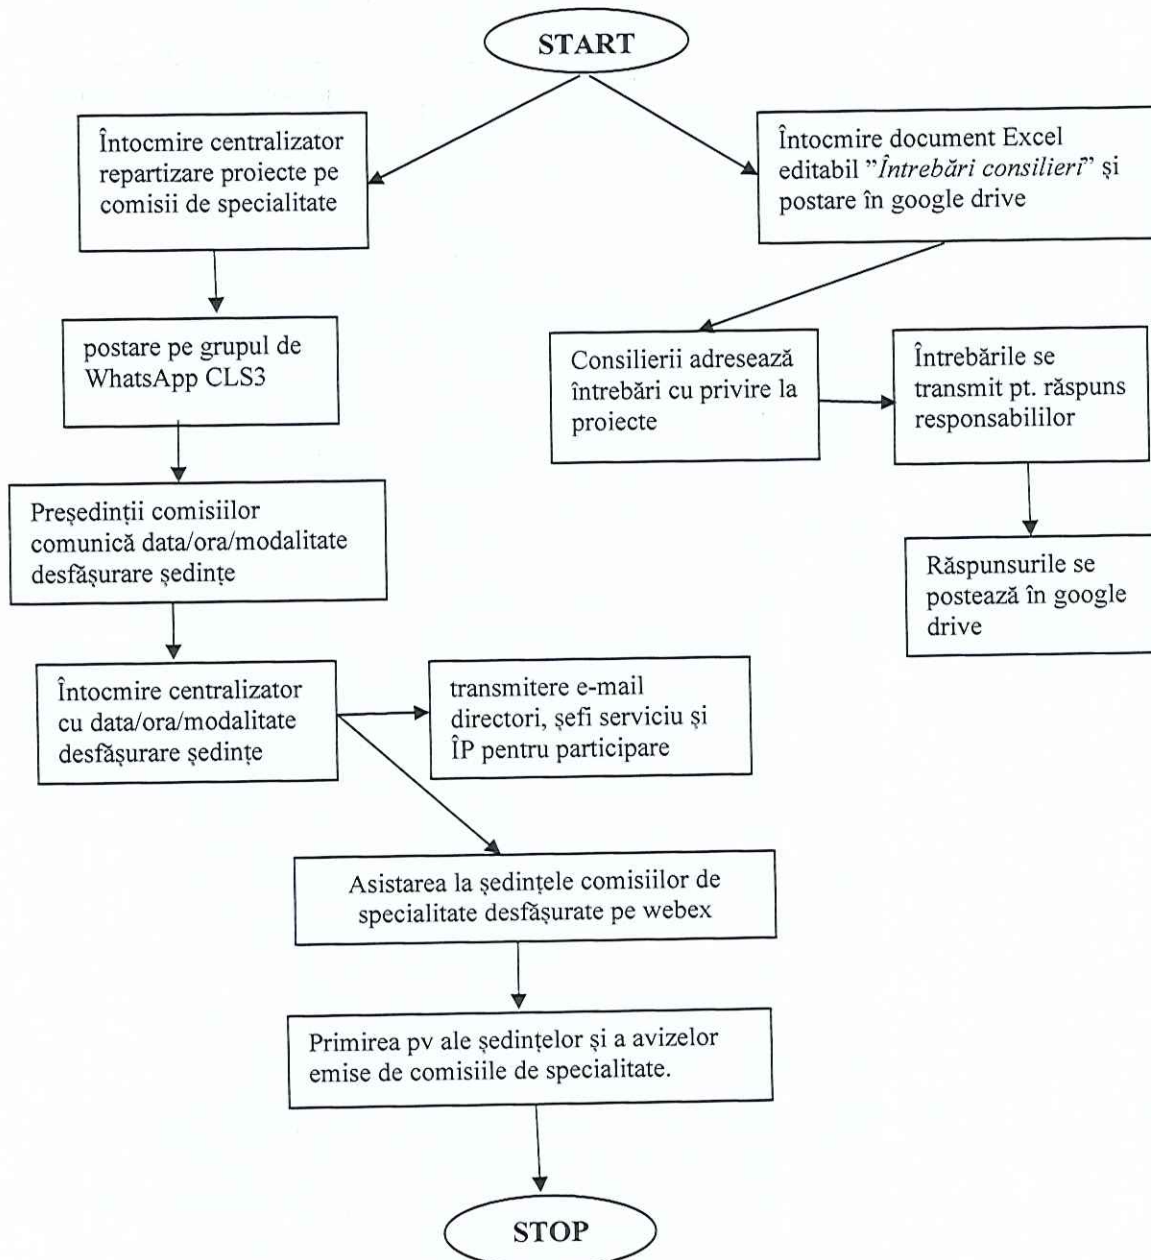 START
Întocmire centralizator
repartizare proiecte pe
comisii de specialitate
Întocmire document Excel
editabil ”Întrebări consilieri” și
postare în google drive
postare pe grupul de
WhatsApp CLS3
Consilierii adresează
întrebări cu privire la
proiecte
Întrebările se
transmit pt. răspuns
responsabililor
Președinții comisiilor
comunică data/ora/modalitate
desfășurare ședințe
Răspunsurile se
postează în google
drive
Întocmire centralizator
cu data/ora/modalitate
desfășurare ședințe
transmitere e-mail
directori, șefi serviciu și
ÎP pentru participare
Asistarea la ședințele comisiilor de
specialitate desfășurate pe webex
Primirea pv ale ședințelor și a avizelor
emise de comisiile de specialitate.
STOP